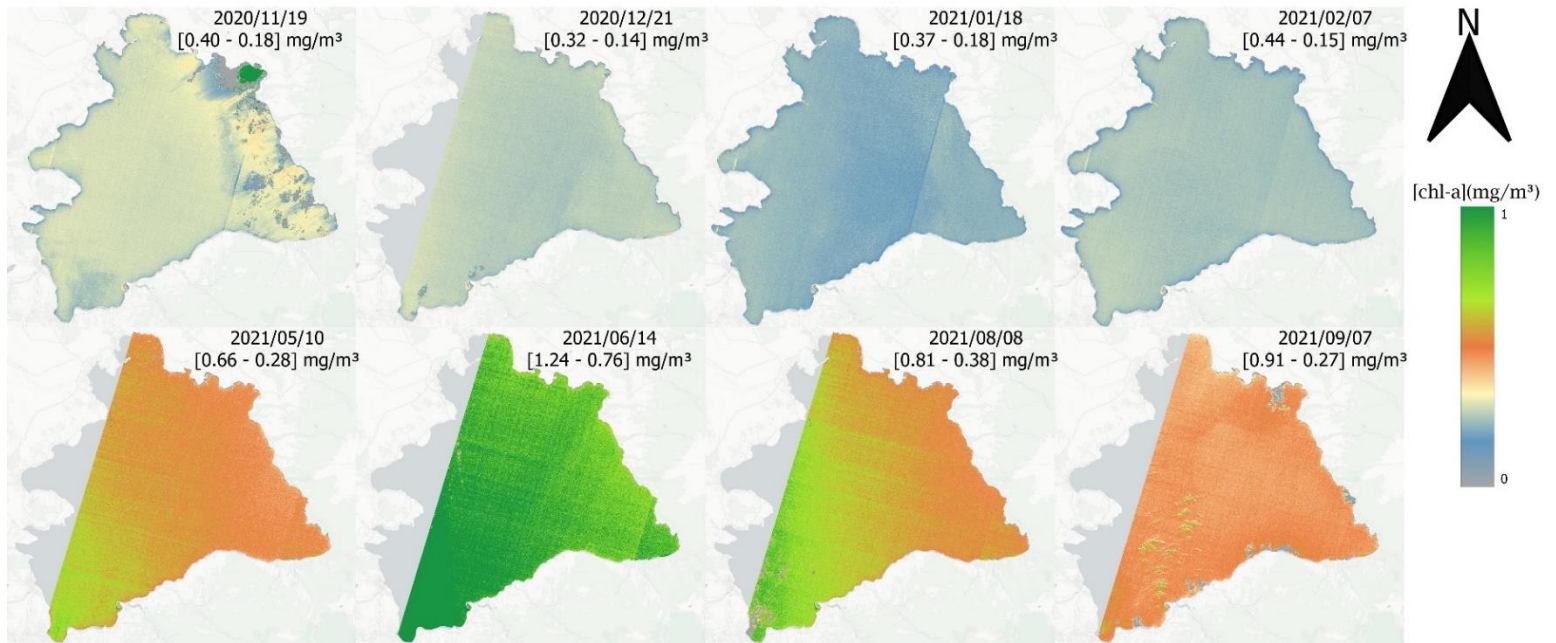 2020/11/19
[0.40 - 0.18] mg/m³
2020/12/21
[0.32 - 0.14] mg/m³
2021/01/18
[0.37 - 0.18] mg/m³
2021/02/07
[0.44 - 0.15] mg/m³
N
[chl-a](mg/m³)
1
0
2021/05/10
[0.66 - 0.28] mg/m³
2021/06/14
[1.24 - 0.76] mg/m³
2021/08/08
[0.81 - 0.38] mg/m³
2021/09/07
[0.91 - 0.27] mg/m³